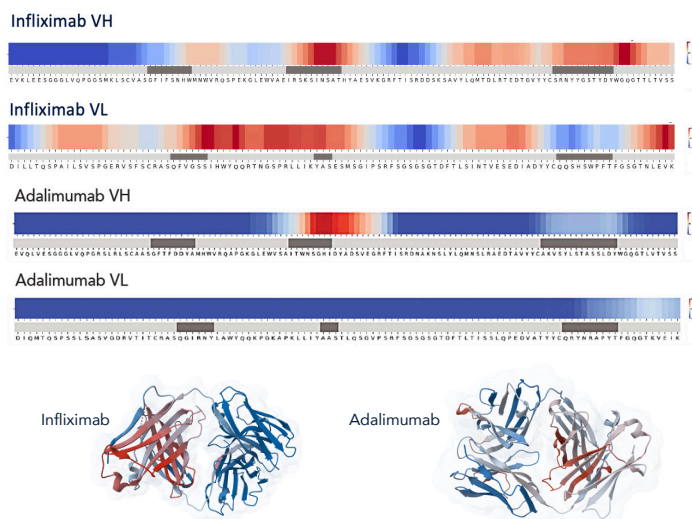 Infliximab VH
EVKLEESGGGLVQPGGSMKLSCVASGFIFSNHWMNWVRQSPEKGLEWVAEIRSKSINSATHYAESVKGRFTISRDDSKSAVYLQMTDLRTEDTGVYYCSRNYYGSTYDYWGQGTTLTVSS
Infliximab VL
DILLTQSPAILSVSPGERVSFSCRASQFVGSSIHWYQQRTNGSPRLLIKYASESMSGIPSRFSGSGSGTDFTLSINTVESEDIADYYCQQSHSWPFTFGSGTNLEVK
Adalimumab VH
EVQLVESGGGLVQPGRSLRLSCAASGFTFDDYAMHWVRQAPGKGLEWVSAITWNSGHIDYADSVEGRFTISRDNAKNSLYLQMNSLRAEDTAVYYCAKVSYLSTASSLDYWGQGTLVTVSS
Adalimumab VL
DIQMTQSPSSLSASVGDRVTITCRASQGIRNYLAWYQQKPGKAPKLLIYAASTLQSGVPSRFSGSGSGTDFTLTISSLQPEDVATYYCQRYNRAPYTFGQGTKVEIK
Infliximab
Adalimumab